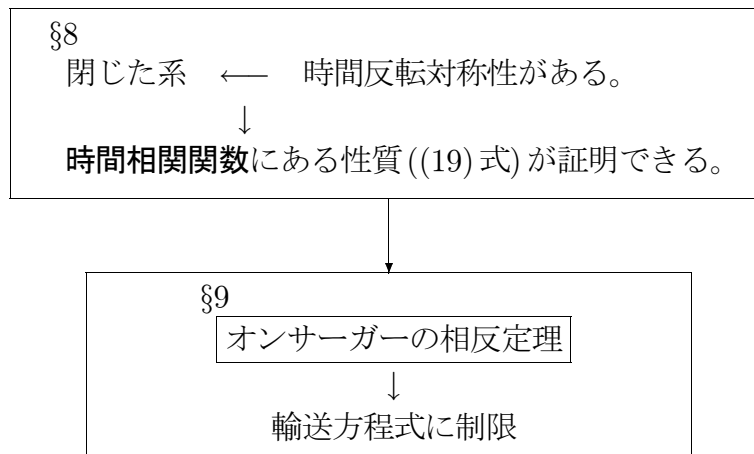 §8
閉じた系 ← 時間反転対称性がある。
↓
時間相関関数にある性質((19)式)が証明できる。
§9
オンサーガーの相反定理
↓
輸送方程式に制限